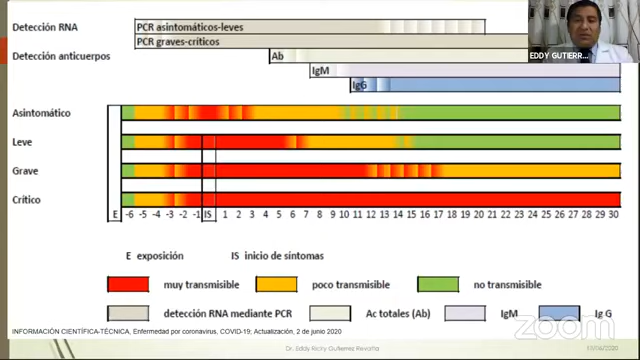 Detección RNA
PCR asintomáticos-leves
PCR graves-críticos
Detección anticuerpos
Ab
IgM
IgG
EDDY GUTIERR...
Asintomático
Leve
Grave
Crítico
E -6 -5 -4 -3 -2 -1 IS 1 2 3 4 5 6 7 8 9 10 11 12 13 14 15 16 17 18 19 20 21 22 23 24 25 26 27 28 29 30
E exposición IS inicio de síntomas
muy transmisible poco transmisible no transmisible
detección RNA mediante PCR Ac totales (Ab) IgM Ig G
INFORMACIÓN CIENTÍFICA-TÉCNICA, Enfermedad por coronavirus, COVID-19; Actualización, 2 de junio 2020
zoom
Dr. Eddy Ricky Gutierrez Revatta